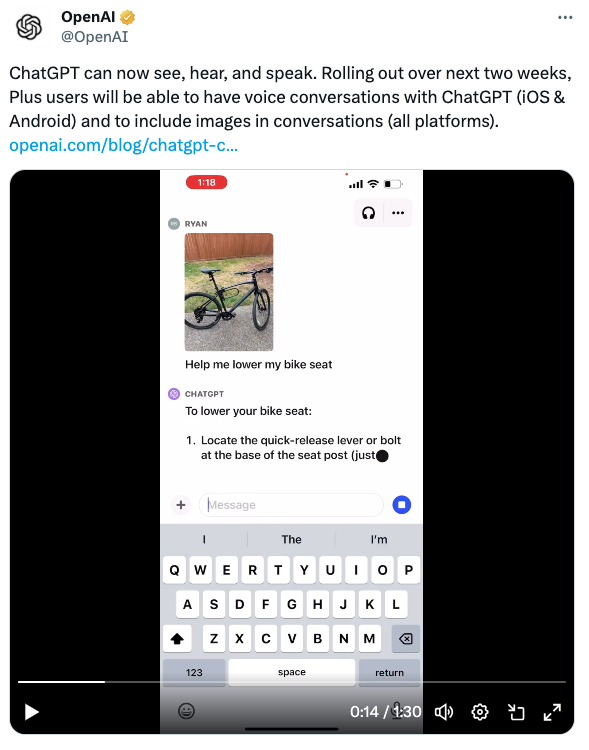 OpenAI
@OpenAI
ChatGPT can now see, hear, and speak. Rolling out over next two weeks,
Plus users will be able to have voice conversations with ChatGPT (iOS &
Android) and to include images in conversations (all platforms).
openai.com/blog/chatgpt-c...
1:18
RYAN
Help me lower my bike seat
CHATGPT
To lower your bike seat:
1. Locate the quick-release lever or bolt
at the base of the seat post (just
Message
I The I'm
Q W E R T Y U I O P
A S D F G H J K L
Z X C V B N M
123 space return
0:14 / 1:30